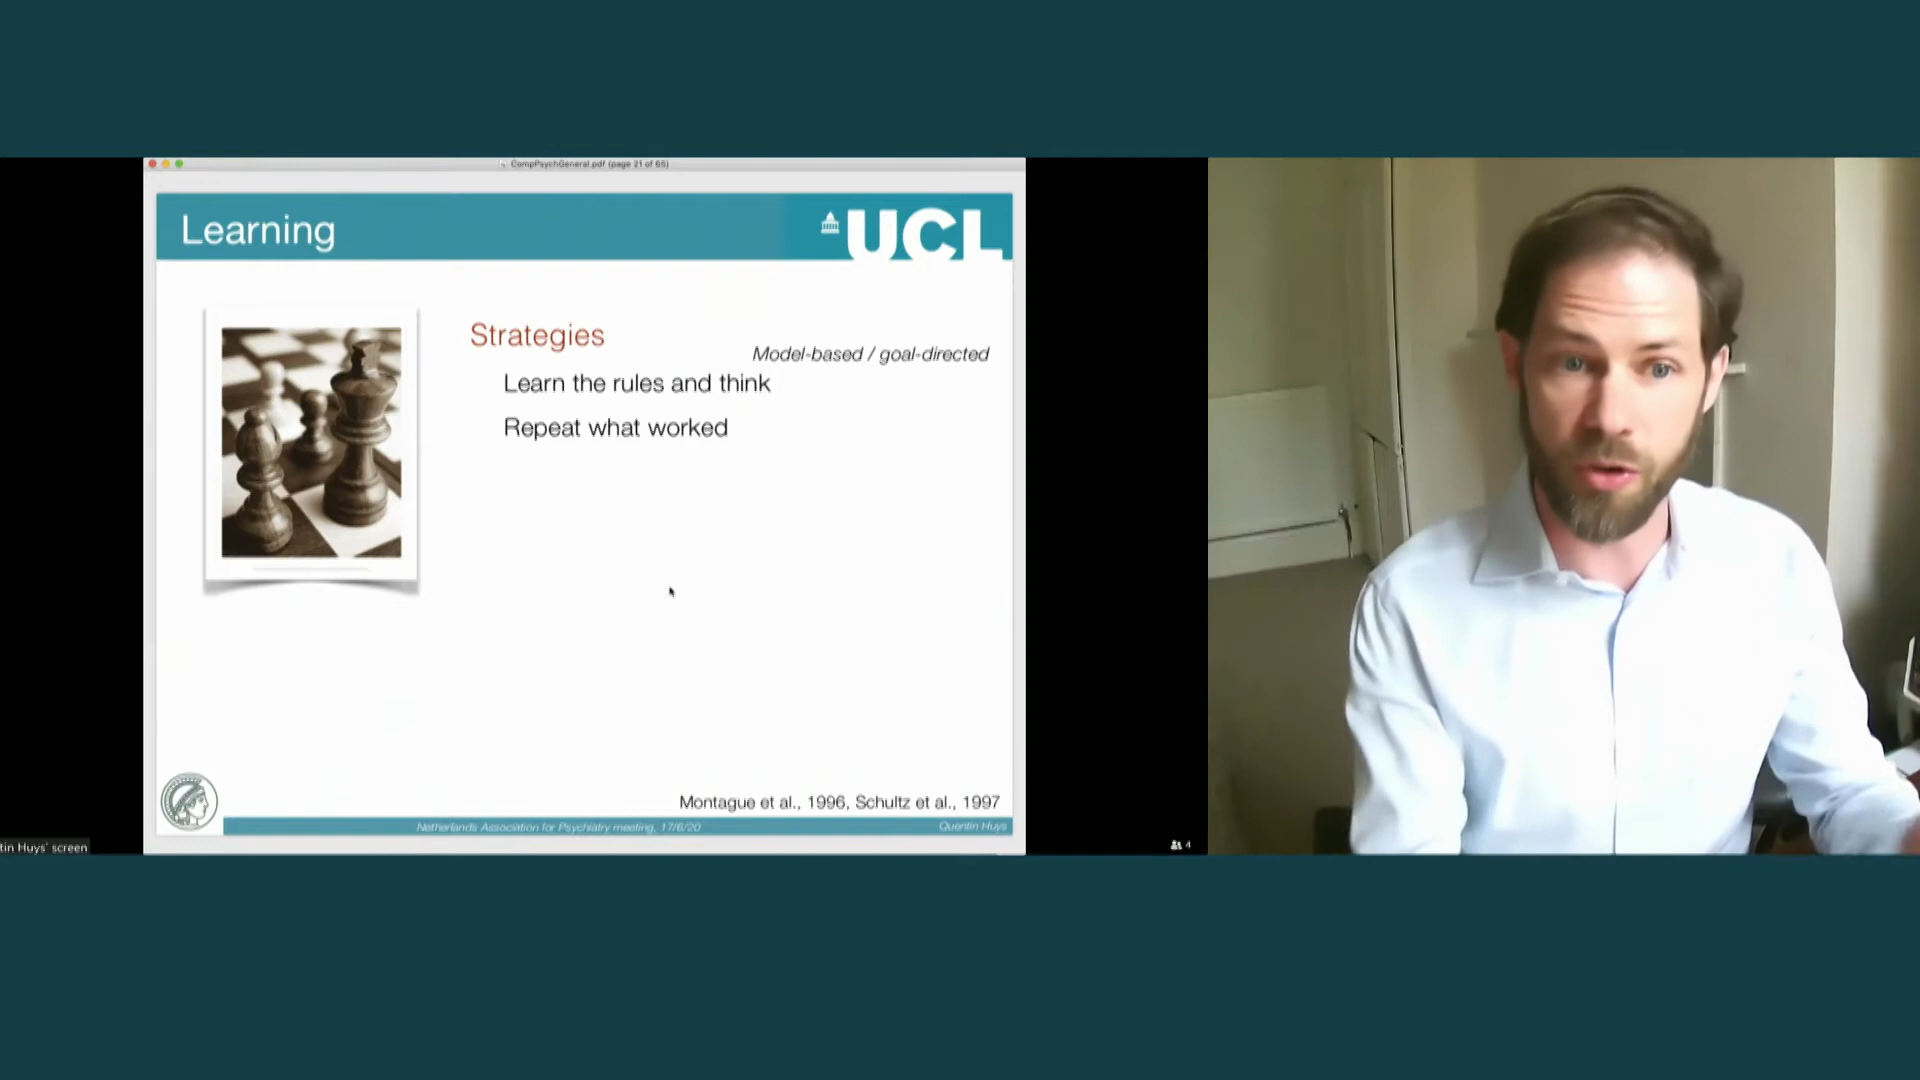 CompPsychGeneral.pdf (page 21 of 65)
Learning
UCL
Strategies
Model-based / goal-directed
Learn the rules and think
Repeat what worked
Montague et al., 1996, Schultz et al., 1997
Netherlands Association for Psychiatry meeting, 17/6/20
Quentin Huys
tin Huys' screen
4